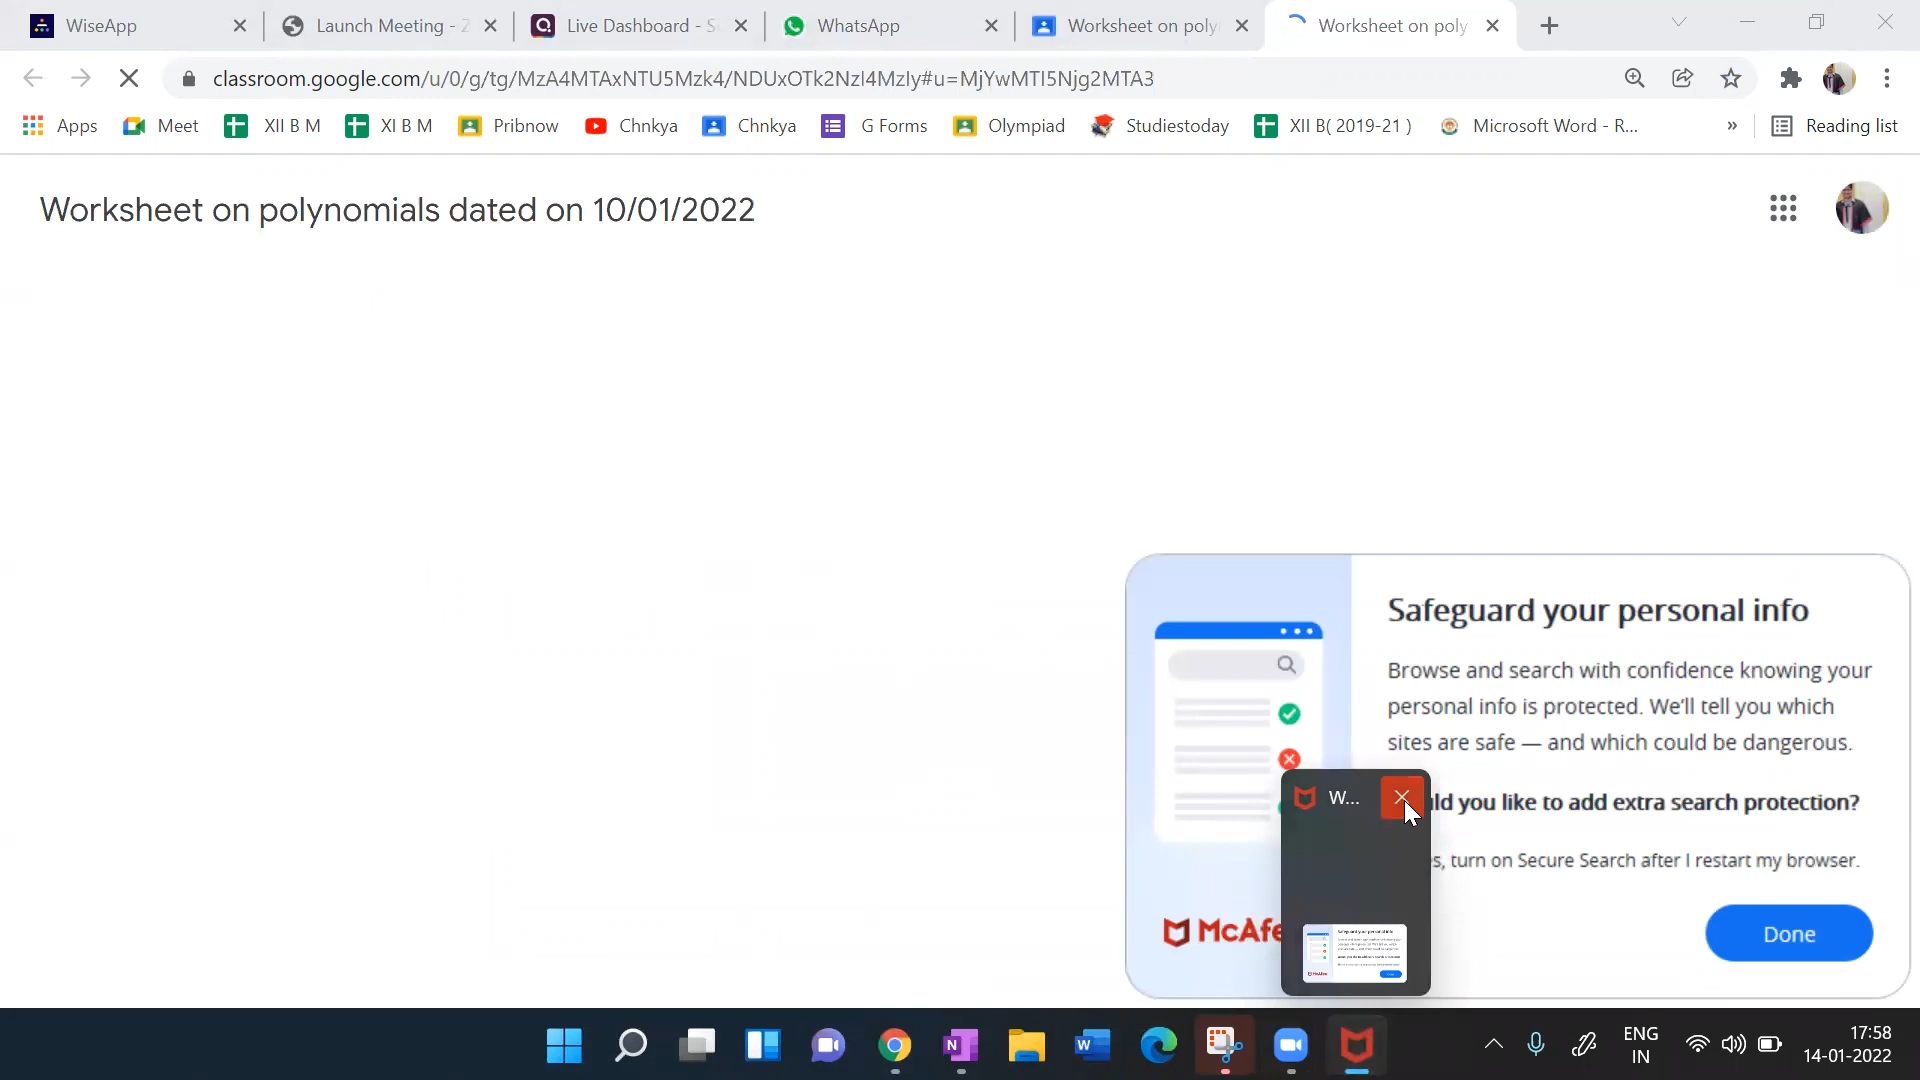 WiseApp
Launch Meeting - Z
Live Dashboard - S
WhatsApp
Worksheet on poly
Worksheet on poly
classroom.google.com/u/0/g/tg/MzA4MTAxNTU5Mzk4/NDUxOTk2NzI4MzIy#u=MjYwMTI5Njg2MTA3
Apps
Meet
XII B M
XI B M
Pribnow
Chnkya
Chnkya
G Forms
Olympiad
Studiestoday
XII B( 2019-21 )
Microsoft Word - R...
»
Reading list
Worksheet on polynomials dated on 10/01/2022
Safeguard your personal info
Browse and search with confidence knowing your
personal info is protected. We'll tell you which
sites are safe — and which could be dangerous.
W...
uld you like to add extra search protection?
s, turn on Secure Search after I restart my browser.
McAfe
Done
ENG
IN
17:58
14-01-2022